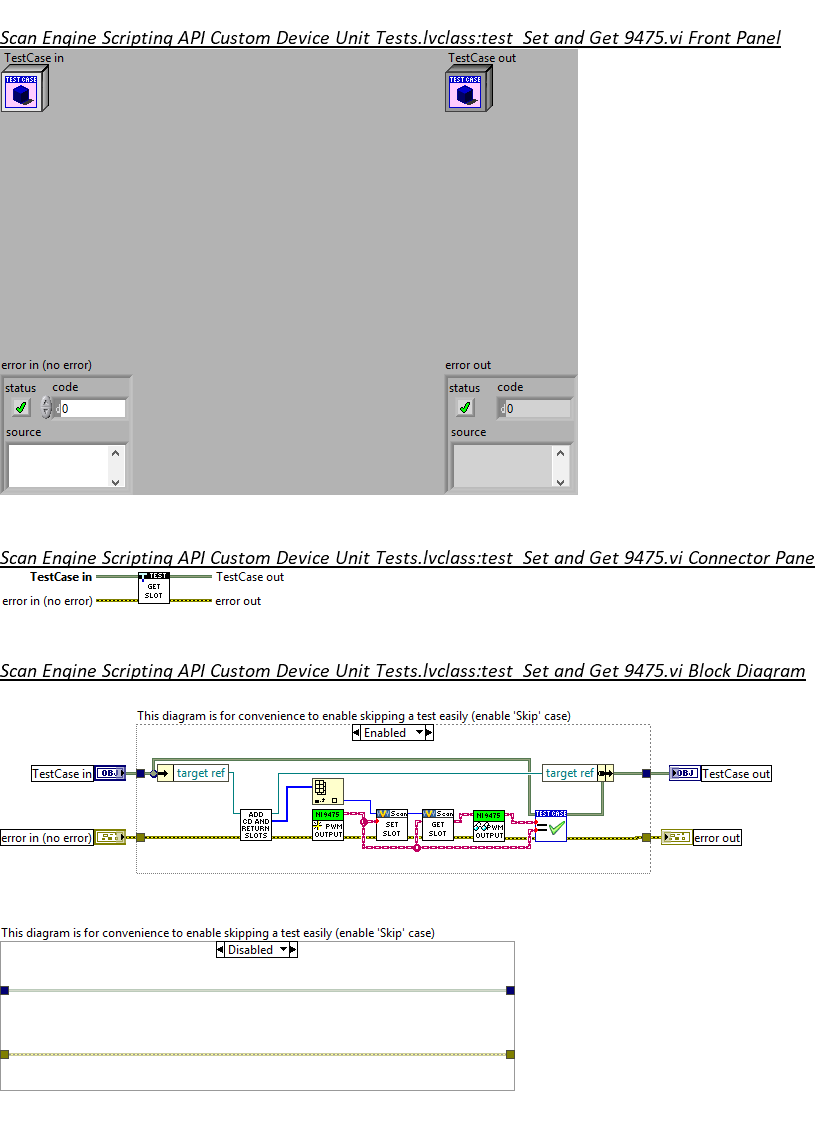 Scan Engine Scripting API Custom Device Unit Tests.lvclass:test  Set and Get 9475.vi Front Panel
TestCase in
TestCase out
TEST CASE
TEST CASE
error in (no error)
error out
status code
status code
d 0
d 0
source
source
Scan Engine Scripting API Custom Device Unit Tests.lvclass:test  Set and Get 9475.vi Connector Pane
TestCase in
TEST
TestCase out
GET
SLOT
error in (no error)
error out
Scan Engine Scripting API Custom Device Unit Tests.lvclass:test  Set and Get 9475.vi Block Diagram
This diagram is for convenience to enable skipping a test easily (enable 'Skip' case)
Enabled
TestCase in
OBJ
target ref
target ref
OBJ
TestCase out
ADD
CD AND
RETURN
SLOTS
NI 9475
PWM
OUTPUT
Scan
SET
SLOT
Scan
GET
SLOT
NI 9475
PWM
OUTPUT
TEST CASE
error in (no error)
error out
This diagram is for convenience to enable skipping a test easily (enable 'Skip' case)
Disabled